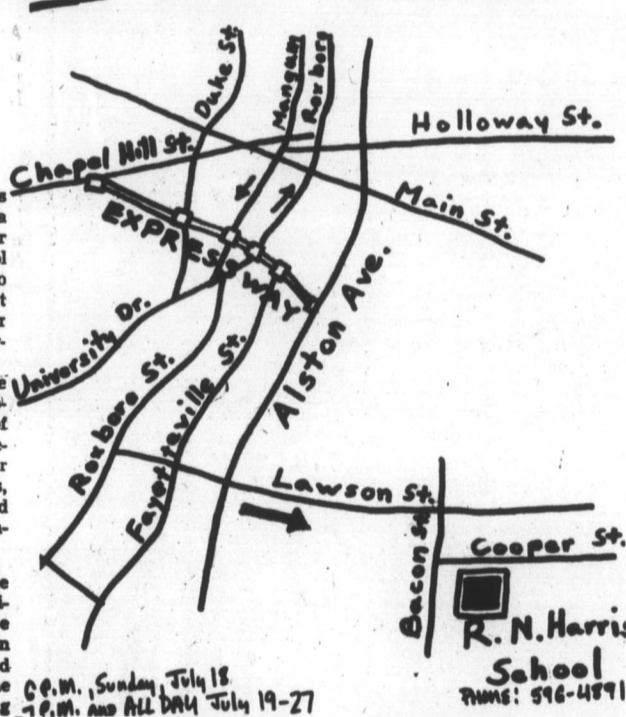 Duke St.
Mangum
Roxboro
Holloway St.
Chapel Hill St.
Main St.
EXPRESSWAY
University Dr.
Alston Ave.
Roxboro St.
Fayetteville St.
Lawson St.
Bacon St.
Cooper St.
R. N. Harris
School
PHONE: 596-4891
6 P.M., Sunday, July 18
7 P.M. AND ALL DAY July 19-27